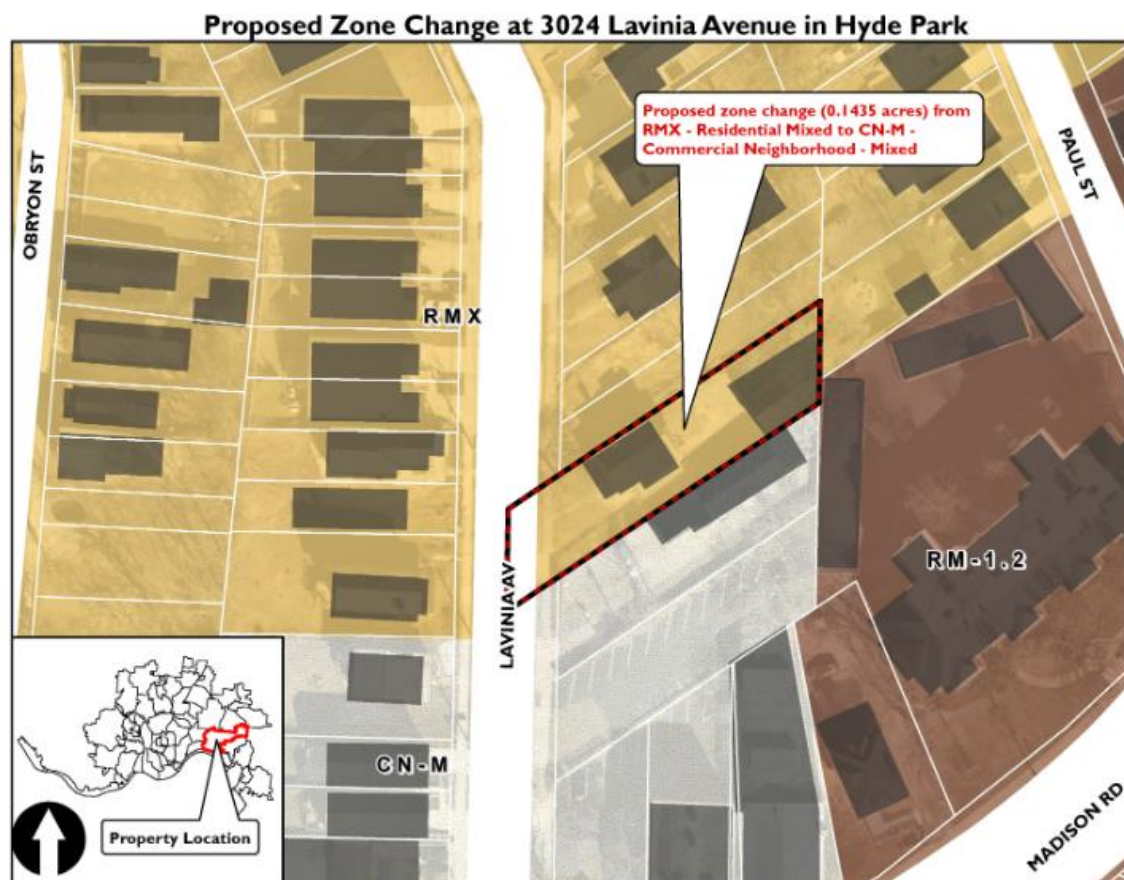 Proposed Zone Change at 3024 Lavinia Avenue in Hyde Park
Proposed zone change (0.1435 acres) from
RMX - Residential Mixed to CN-M -
Commercial Neighborhood - Mixed
OBRYON ST
PAUL ST
RMX
RM-1.2
LAVINIA AV
CN-M
MADISON RD
Property Location